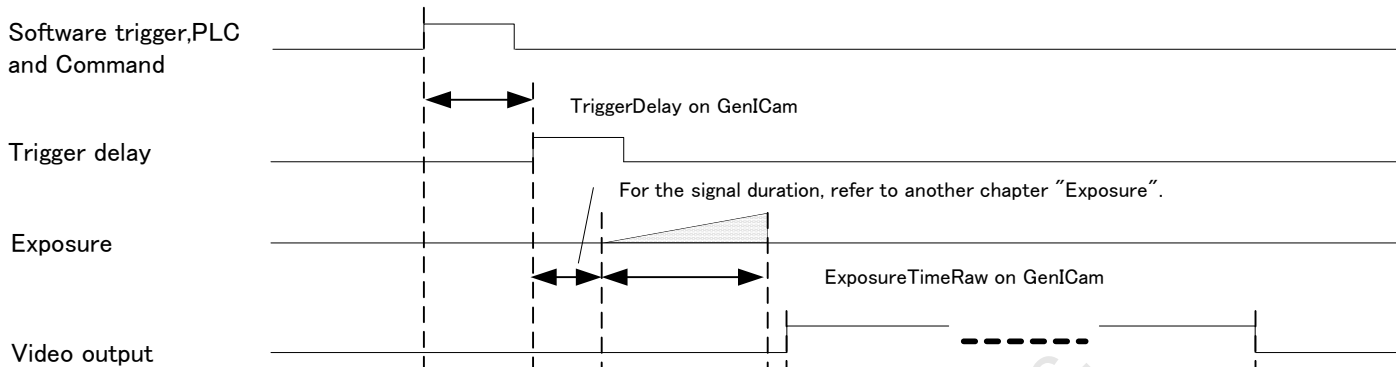 Software trigger,PLC
and Command
TriggerDelay on GenICam
Trigger delay
For the signal duration, refer to another chapter "Exposure".
Exposure
ExposureTimeRaw on GenICam
Video output